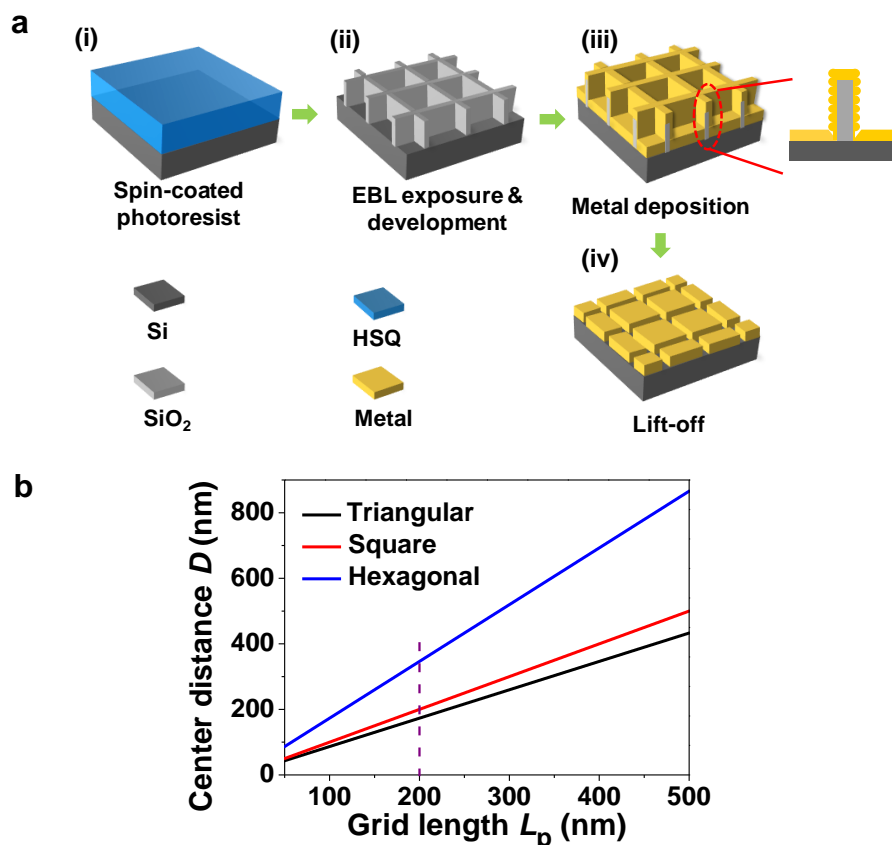 a
(i)
(ii)
(iii)
Spin-coated
photoresist
EBL exposure &
development
Metal deposition
(iv)
Si
HSQ
SiO2
Metal
Lift-off
b
Center distance D (nm)
800
600
400
200
0
Triangular
Square
Hexagonal
100 200 300 400 500
Grid length Lp (nm)